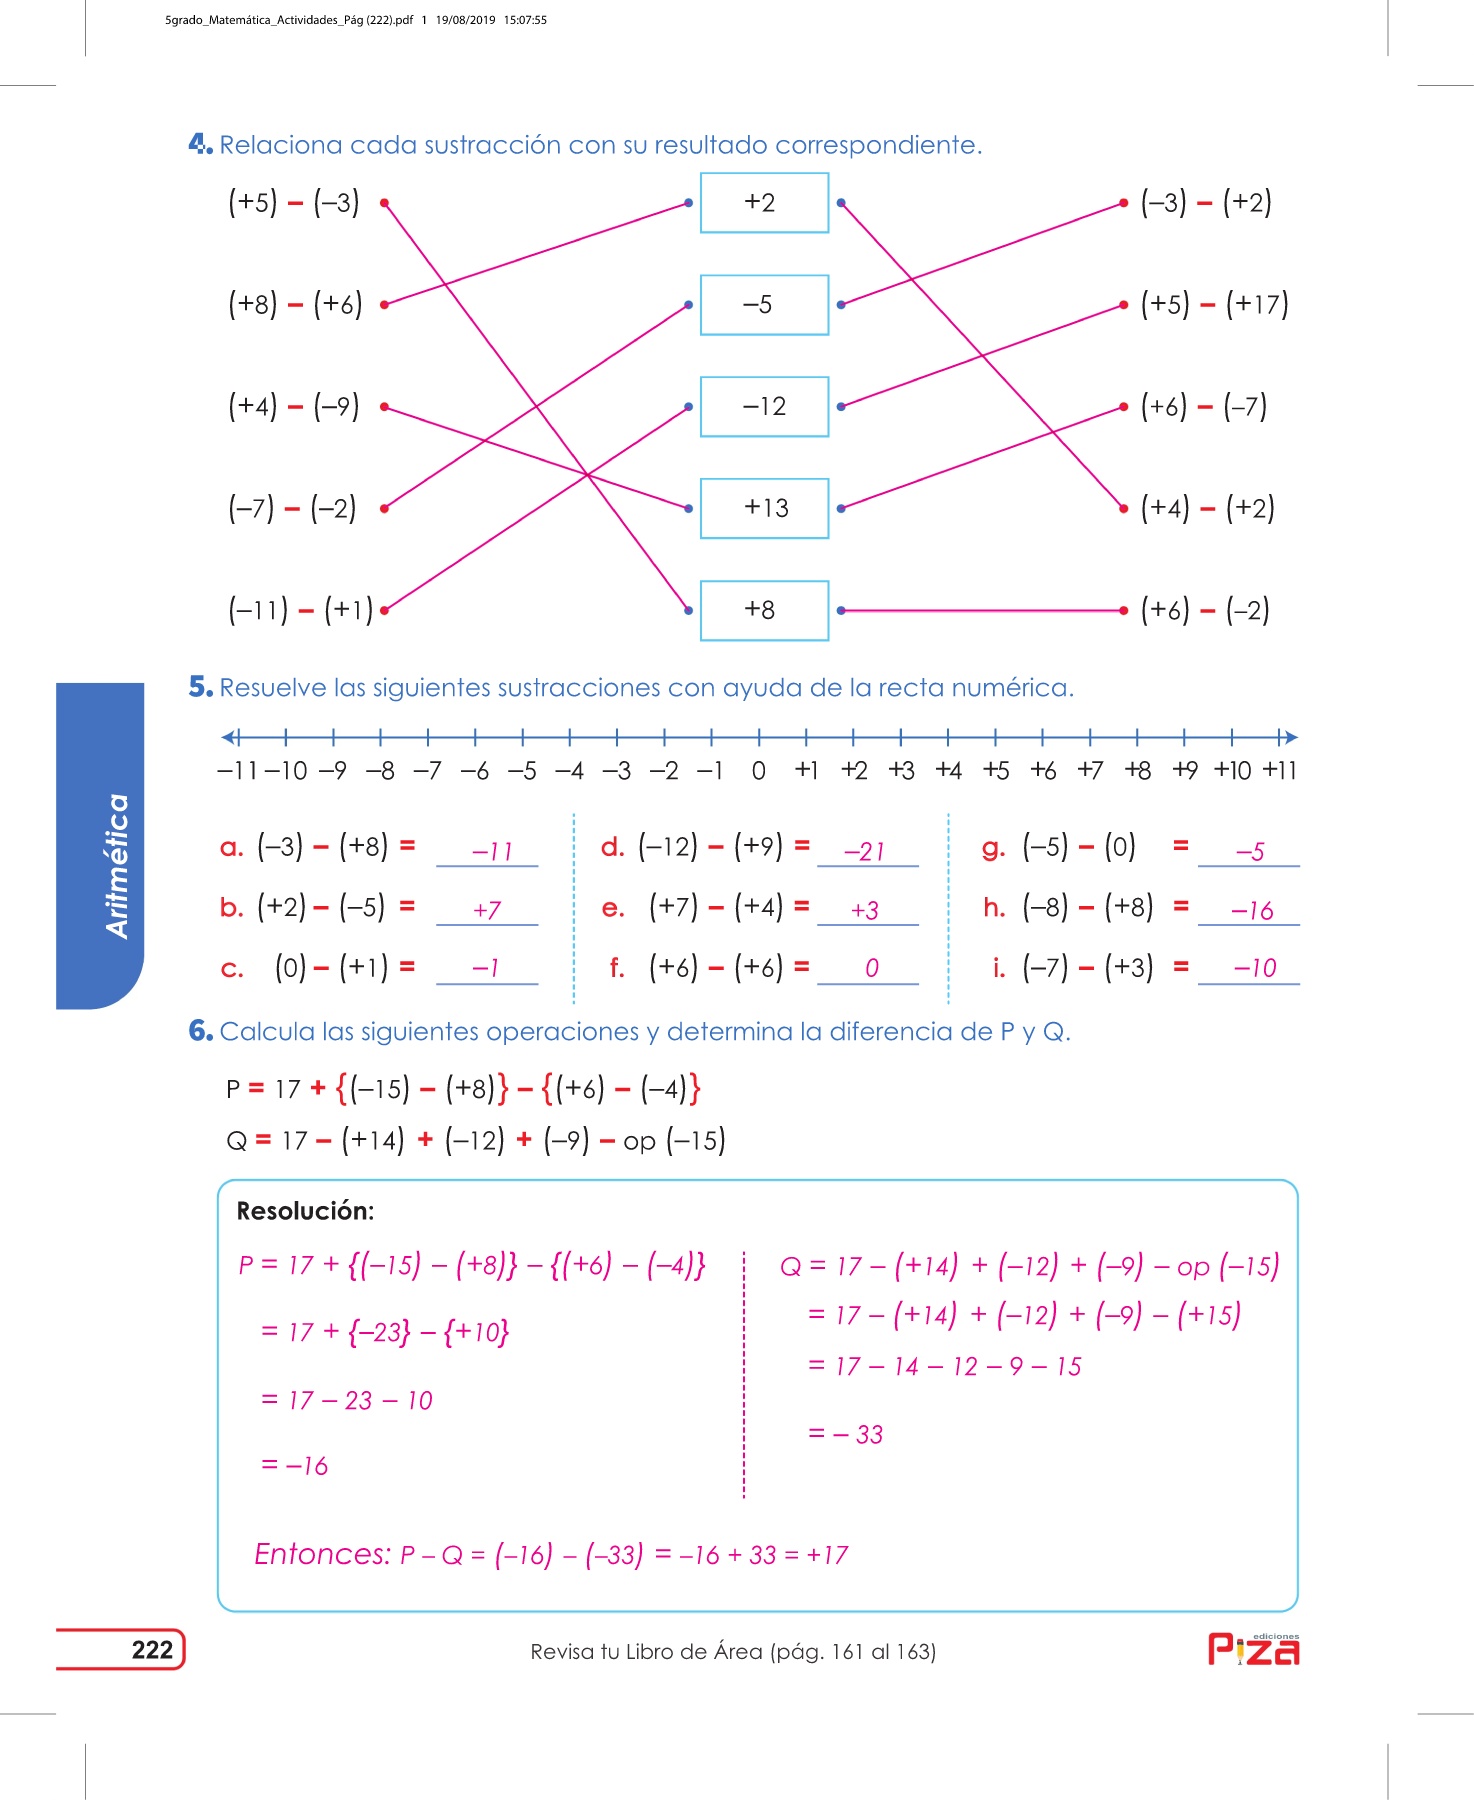 5grado_Matemática_Actividades_Pág (222).pdf 1 19/08/2019 15:07:55
4. Relaciona cada sustracción con su resultado correspondiente.
(+5) – (–3) +2 (–3) – (+2)
(+8) – (+6) –5 (+5) – (+17)
(+4) – (–9) –12 (+6) – (–7)
(–7) – (–2) +13 (+4) – (+2)
(–11) – (+1) +8 (+6) – (–2)
5. Resuelve las siguientes sustracciones con ayuda de la recta numérica.
–11 –10 –9 –8 –7 –6 –5 –4 –3 –2 –1 0 +1 +2 +3 +4 +5 +6 +7 +8 +9 +10 +11
a. (–3) – (+8) = –11 d. (–12) – (+9) = –21 g. (–5) – (0) = –5
b. (+2) – (–5) = +7 e. (+7) – (+4) = +3 h. (–8) – (+8) = –16
c. (0) – (+1) = –1 f. (+6) – (+6) = 0 i. (–7) – (+3) = –10
Aritmética
6. Calcula las siguientes operaciones y determina la diferencia de P y Q.
P = 17 + {(–15) – (+8)} – {(+6) – (–4)}
Q = 17 – (+14) + (–12) + (–9) – op (–15)
Resolución:
P = 17 + {(–15) – (+8)} – {(+6) – (–4)}
= 17 + {–23} – {+10}
= 17 – 23 – 10
= –16
Q = 17 – (+14) + (–12) + (–9) – op (–15)
= 17 – (+14) + (–12) + (–9) – (+15)
= 17 – 14 – 12 – 9 – 15
= – 33
Entonces: P – Q = (–16) – (–33) = –16 + 33 = +17
222
Revisa tu Libro de Área (pág. 161 al 163)
ediciones
Piza